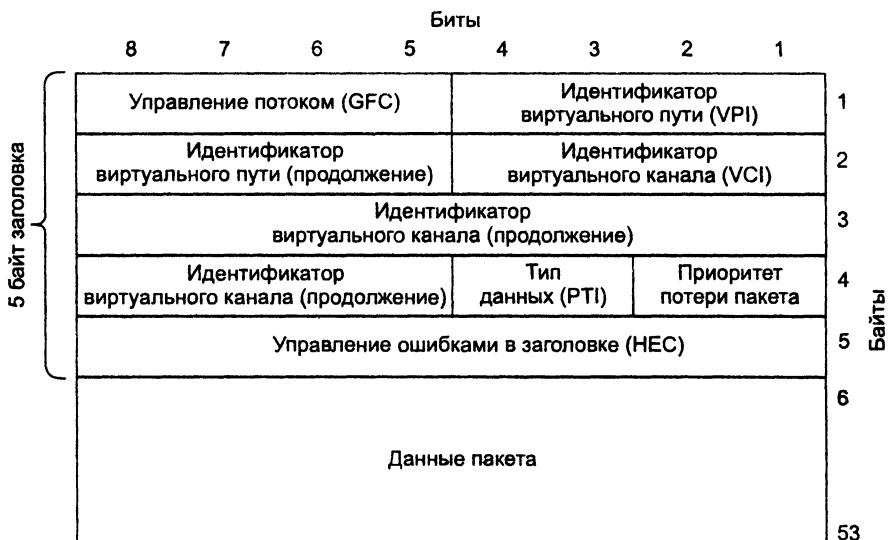 Биты
8 7 6 5 4 3 2 1
Управление потоком (GFC)
Идентификатор
виртуального пути (VPI)
1
Идентификатор
виртуального пути (продолжение)
Идентификатор
виртуального канала (VCI)
2
Идентификатор
виртуального канала (продолжение)
3
Идентификатор
виртуального канала (продолжение)
Тип
данных (PTI)
Приоритет
потери пакета
4
Управление ошибками в заголовке (HEC)
5
5 байт заголовка
Байты
6
Данные пакета
53